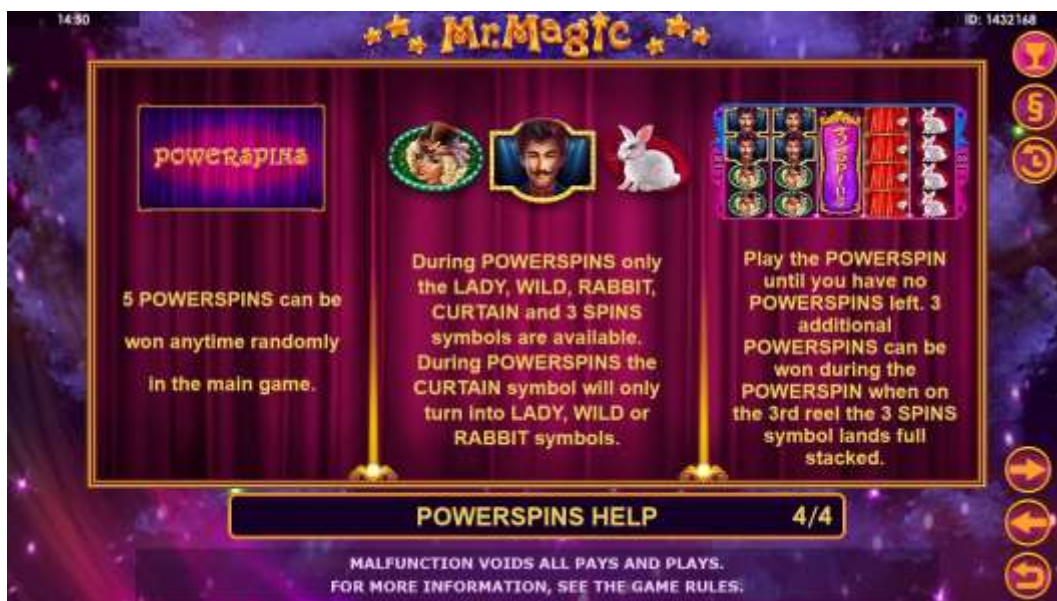 14:50
Mr.Magic
ID: 1432168
§
POWERSPINS
5 POWERSPINS can be
won anytime randomly
in the main game.
During POWERSPINS only
the LADY, WILD, RABBIT,
CURTAIN and 3 SPINS
symbols are available.
During POWERSPINS the
CURTAIN symbol will only
turn into LADY, WILD or
RABBIT symbols.
3 SPINS
Play the POWERSPIN
until you have no
POWERSPINS left. 3
additional
POWERSPINS can be
won during the
POWERSPIN when on
the 3rd reel the 3 SPINS
symbol lands full
stacked.
POWERSPINS HELP 4/4
MALFUNCTION VOIDS ALL PAYS AND PLAYS.
FOR MORE INFORMATION, SEE THE GAME RULES.